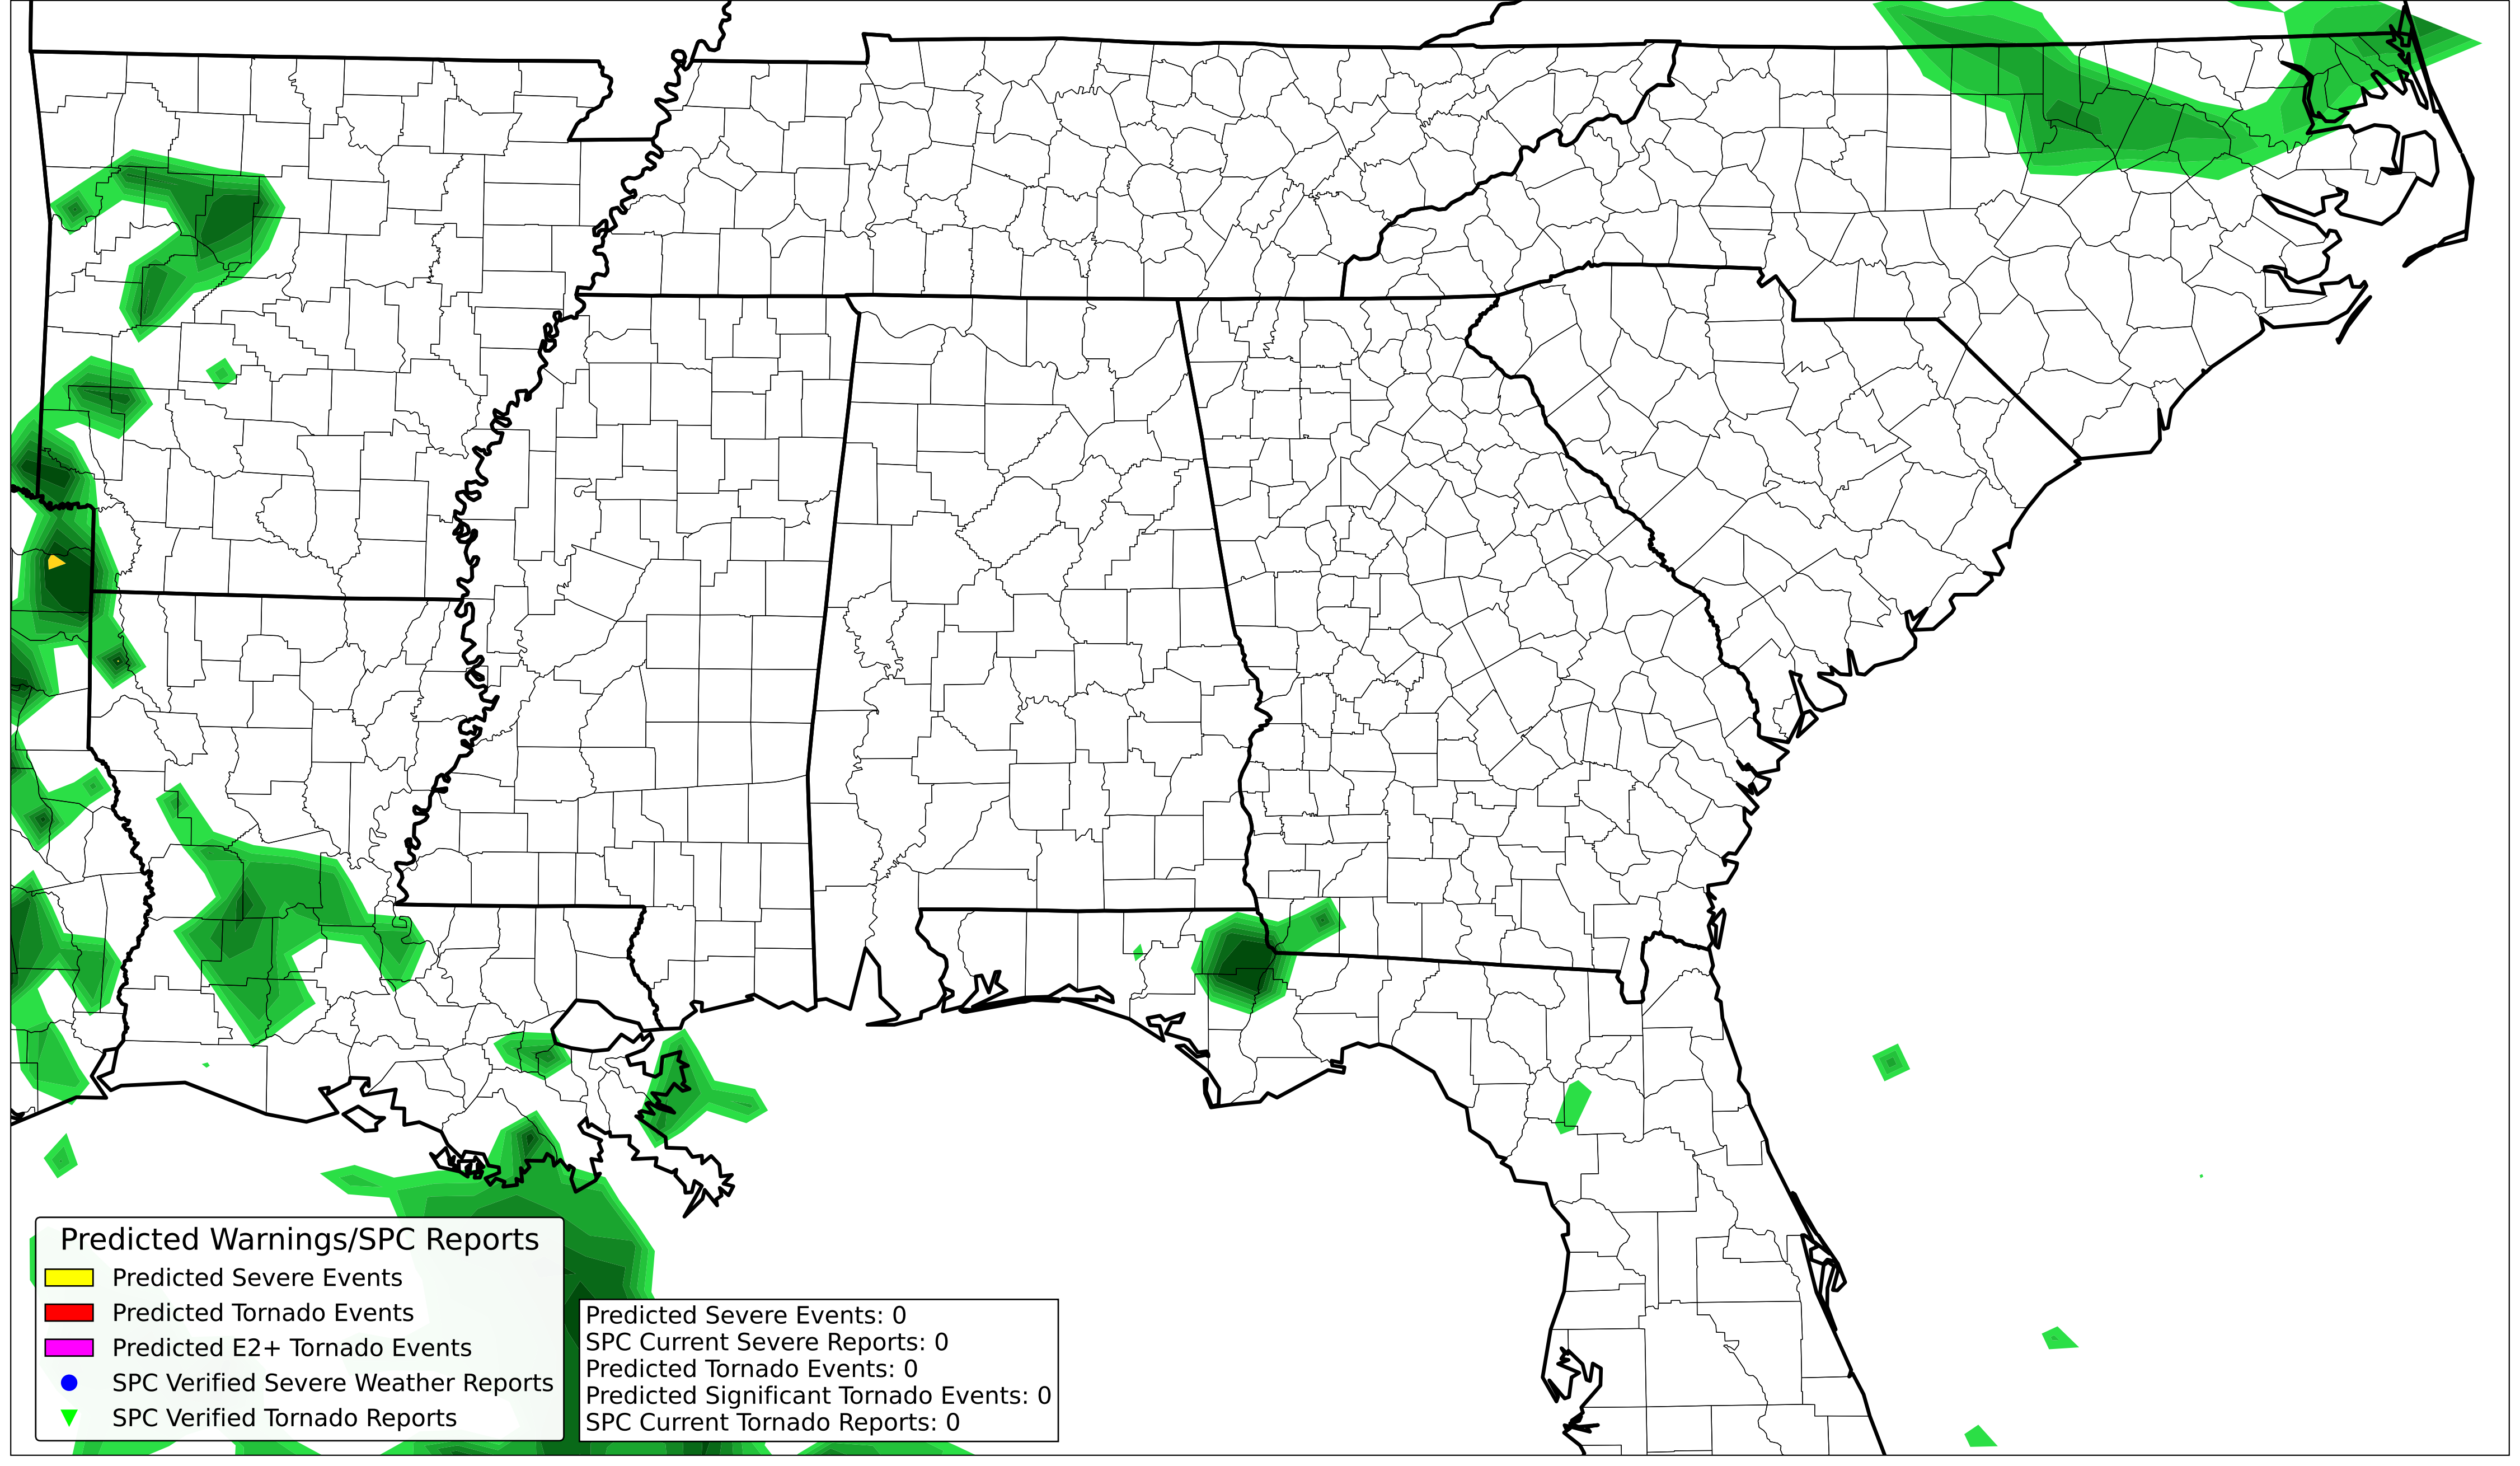 Predicted Warnings/SPC Reports
Predicted Severe Events
Predicted Tornado Events
Predicted E2+ Tornado Events
SPC Verified Severe Weather Reports
SPC Verified Tornado Reports
Predicted Severe Events: 0
SPC Current Severe Reports: 0
Predicted Tornado Events: 0
Predicted Significant Tornado Events: 0
SPC Current Tornado Reports: 0